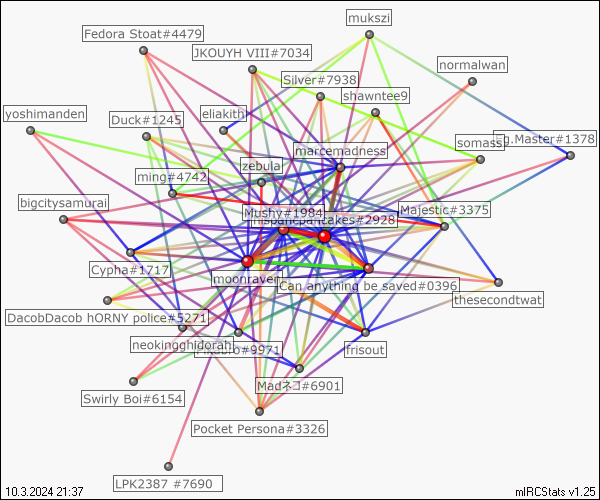 mukszi
Fedora Stoat#4479
JKOUYH VIII#7034
normalwan
Silver#7938
shawntee9
yoshimanden
eliakith
Duck#1245
somass
Eg.Master#1378
marcemadness
zebula
ming#4742
bigcitysamurai
Mushy#1984
hispanicpancakes#2928
Majestic#3375
Cypha#1717
moonraven
Can anything be saved#0396
thesecondtwat
DacobDacob hORNY police#5271
neokingghidorah
#9971
frisout
Madネコ#6901
Swirly Boi#6154
Pocket Persona#3326
LPK2387 #7690
10.3.2024 21:37
mIRCStats v1.25